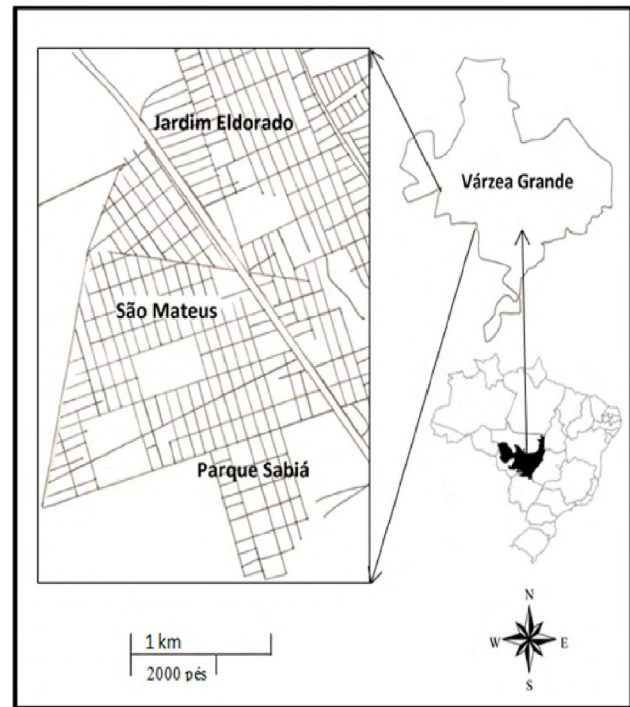 Jardim Eldorado
São Mateus
Parque Sabiá
Várzea Grande
1 km
2000 pés
N
W E
S